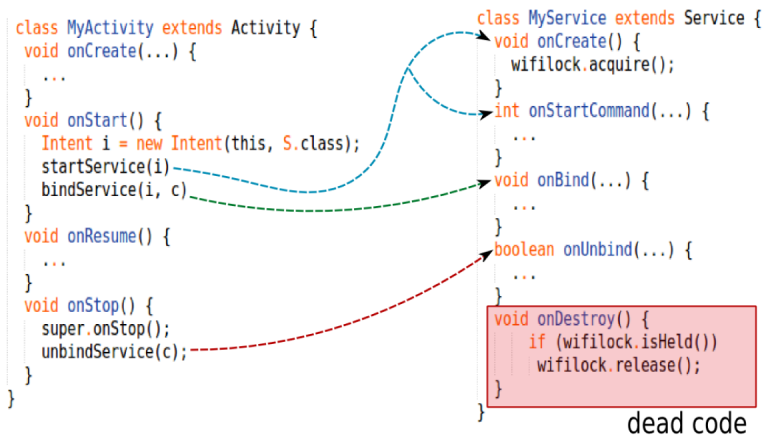 class MyActivity extends Activity {
void onCreate(...) {
...
}
void onStart() {
Intent i = new Intent(this, S.class);
startService(i)
bindService(i, c)
}
void onResume() {
...
}
void onStop() {
super.onStop();
unbindService(c);
}
}
class MyService extends Service {
void onCreate() {
wifilock.acquire();
}
int onStartCommand(...) {
...
}
void onBind(...) {
...
}
boolean onUnbind(...) {
...
}
void onDestroy() {
if (wifilock.isHeld())
wifilock.release();
}
}
dead code